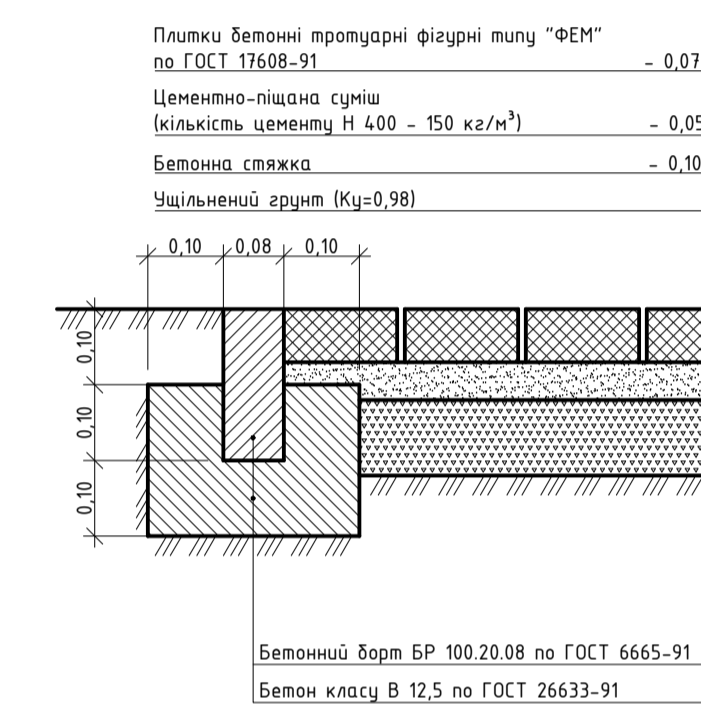 Плитки бетонні тротуарні фігурні типу "ФЕМ"
по ГОСТ 17608-91 - 0,07
Цементно-піщана суміш
(кількість цементу Н 400 - 150 кг/м³) - 0,05
Бетонна стяжка - 0,10
Ущільнений грунт (Ку=0,98)
0,10 0,08 0,10
0,10
0,10
0,10
Бетонний борт БР 100.20.08 по ГОСТ 6665-91
Бетон класу В 12,5 по ГОСТ 26633-91